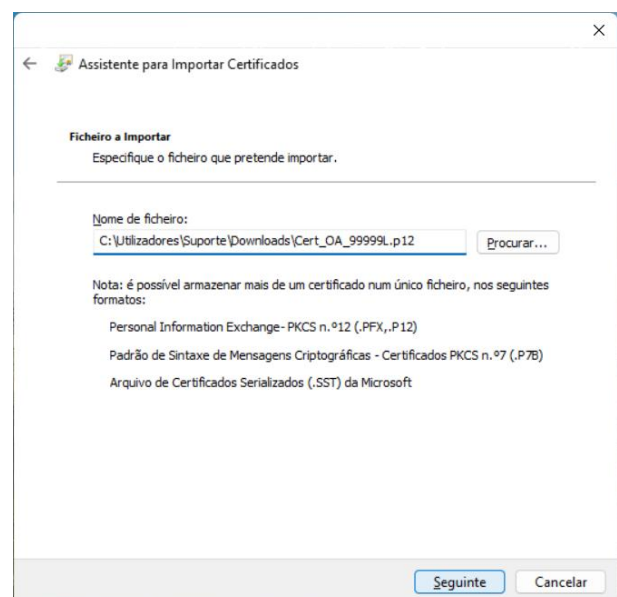 Assistente para Importar Certificados
Ficheiro a Importar
Especifique o ficheiro que pretende importar.
Nome de ficheiro:
C:\Utilizadores\Suporte\Downloads\Cert_OA_99999L.p12
Procurar...
Nota: é possível armazenar mais de um certificado num único ficheiro, nos seguintes
formatos:
Personal Information Exchange- PKCS n.º12 (.PFX,.P12)
Padrão de Sintaxe de Mensagens Criptográficas - Certificados PKCS n.º7 (.P7B)
Arquivo de Certificados Serializados (.SST) da Microsoft
Seguinte
Cancelar